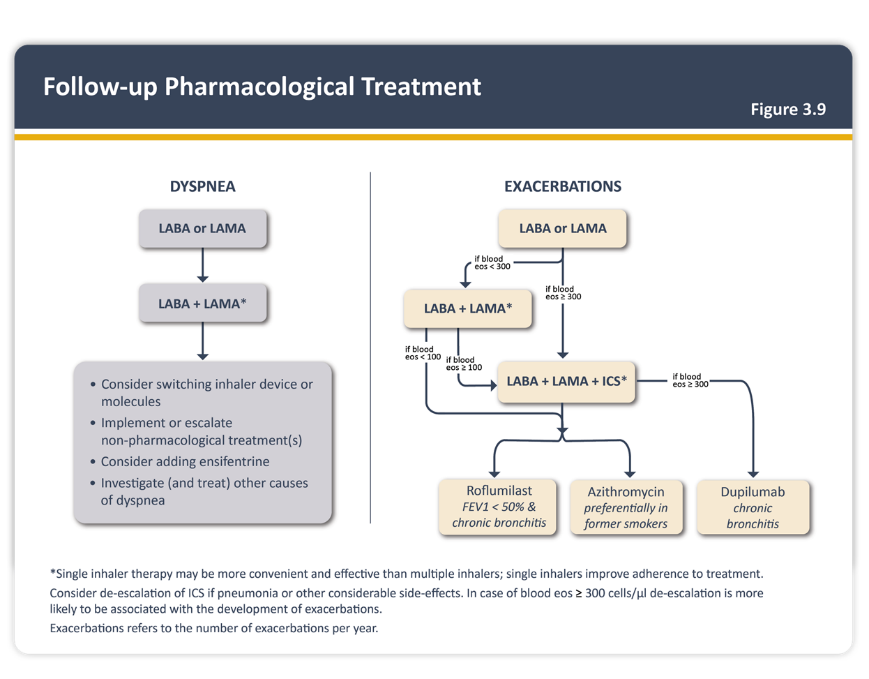 Follow-up Pharmacological Treatment
Figure 3.9
DYSPNEA
LABA or LAMA
LABA + LAMA*
• Consider switching inhaler device or
molecules
• Implement or escalate
non-pharmacological treatment(s)
• Consider adding ensifentrine
• Investigate (and treat) other causes
of dyspnea
EXACERBATIONS
LABA or LAMA
if blood
eos < 300
if blood
eos ≥ 300
LABA + LAMA*
if blood
eos < 100
if blood
eos ≥ 100
LABA + LAMA + ICS*
if blood
eos ≥ 300
Roflumilast
FEV1 < 50% &
chronic bronchitis
Azithromycin
preferentially in
former smokers
Dupilumab
chronic
bronchitis
*Single inhaler therapy may be more convenient and effective than multiple inhalers; single inhalers improve adherence to treatment.
Consider de-escalation of ICS if pneumonia or other considerable side-effects. In case of blood eos ≥ 300 cells/µl de-escalation is more
likely to be associated with the development of exacerbations.
Exacerbations refers to the number of exacerbations per year.